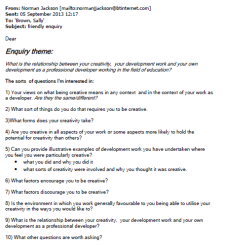 From: Norman Jackson [mailto:normanjjackson@btinternet.com]
Sent: 05 September 2013 12:17
To: 'Brown, Sally'
Subject: friendly enquiry
Dear
Enquiry theme:
What is the relationship between your creativity, your development work and your own
development as a professional developer working in the field of education?
The sorts of questions I'm interested in:
1) Your views on what being creative means in any context and in the context of your work as
a developer. Are they the same/different?
2) What sort of things do you do that requires you to be creative
3)What forms does your creativity take?
4) Are you creative in all aspects of your work or some aspects more likely to hold the
potential for creativity than others?
5) Can you provide illustrative examples of development work you have undertaken where
you feel you were particularly creative?
• what you did and why you did it
• what sorts of creativity were involved and why you thought it was creative
6) What factors encourage you to be creative?
7) What factors discourage you to be creative?
8) Is the environment in which you work generally favourable to you being able to utilise your
creativity in the ways you would like to?
9) What is the relationship between your creativity, your development work and your own
development as a professional developer?
10) What other questions are worth asking?